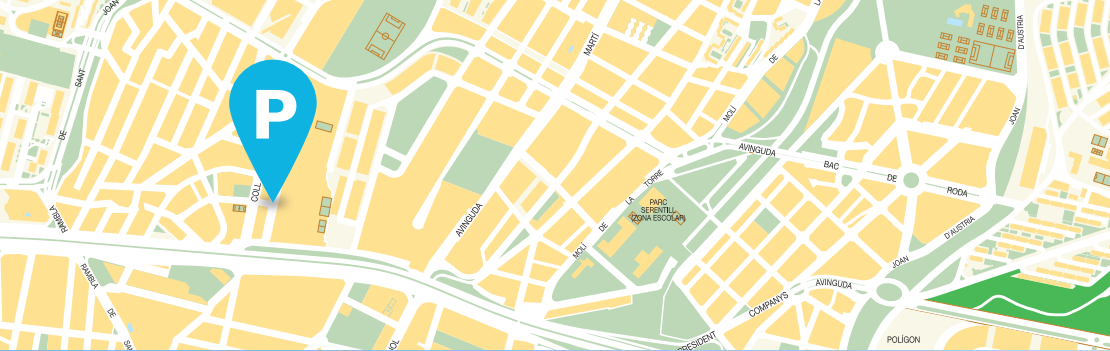 JOAN
SANT
DE
RAMBLA
RAMBLA
DE
P
COLL
MARTÍ
AVINGUDA
MOLÍ
DE
LA
TORRE
PARC
SERENTILL
(ZONA ESCOLAR)
MOLÍ
DE
AVINGUDA
BAC
DE
RODA
D'AUSTRIA
JOAN
D'AUSTRIA
JOAN
AVINGUDA
COMPANYS
PRESIDENT
POLÍGON